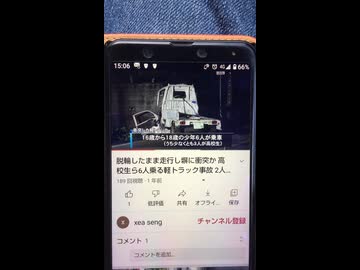 15:06
4G 66%
16歳から18歳の少年6人が乗車
(うち少なくとも3人が高校生)
脱輪したまま走行し塀に衝突か 高
校生ら6人乗る軽トラック事故 2人...
189 回視聴・1 年前
1
低評価
共有
オフライ...
保存
x
xea seng
チャンネル登録
コメント 1
コメントを追加...